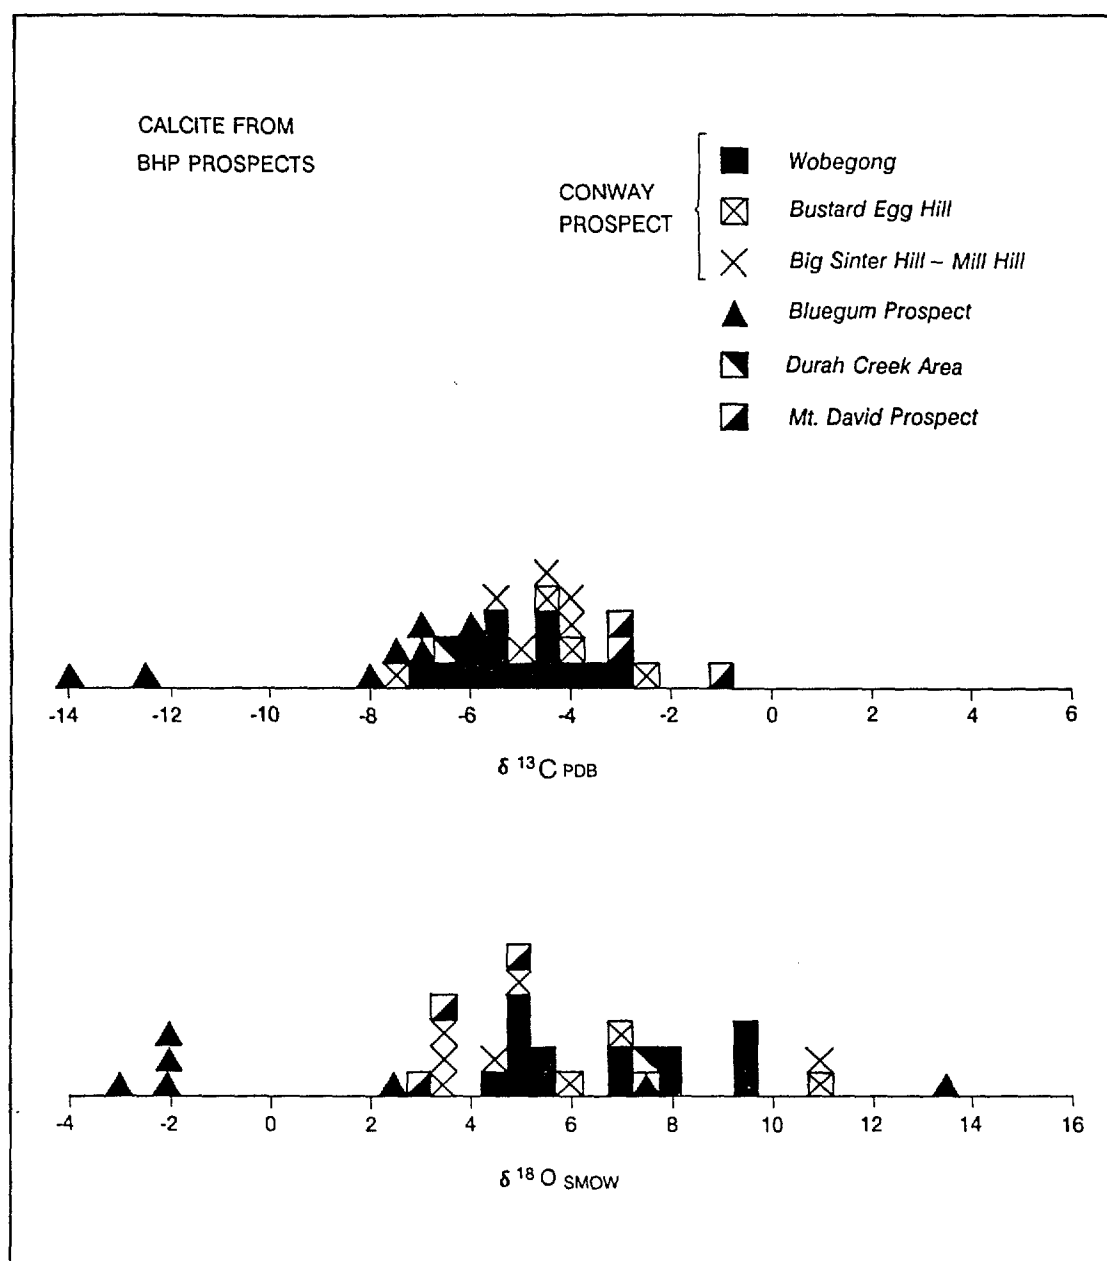 CALCITE FROM
BHP PROSPECTS
CONWAY
PROSPECT
Wobegong
Bustard Egg Hill
Big Sinter Hill – Mill Hill
Bluegum Prospect
Durah Creek Area
Mt. David Prospect
-14 -12 -10 -8 -6 -4 -2 0 2 4 6
δ ¹³C PDB
-4 -2 0 2 4 6 8 10 12 14 16
δ ¹⁸O SMOW